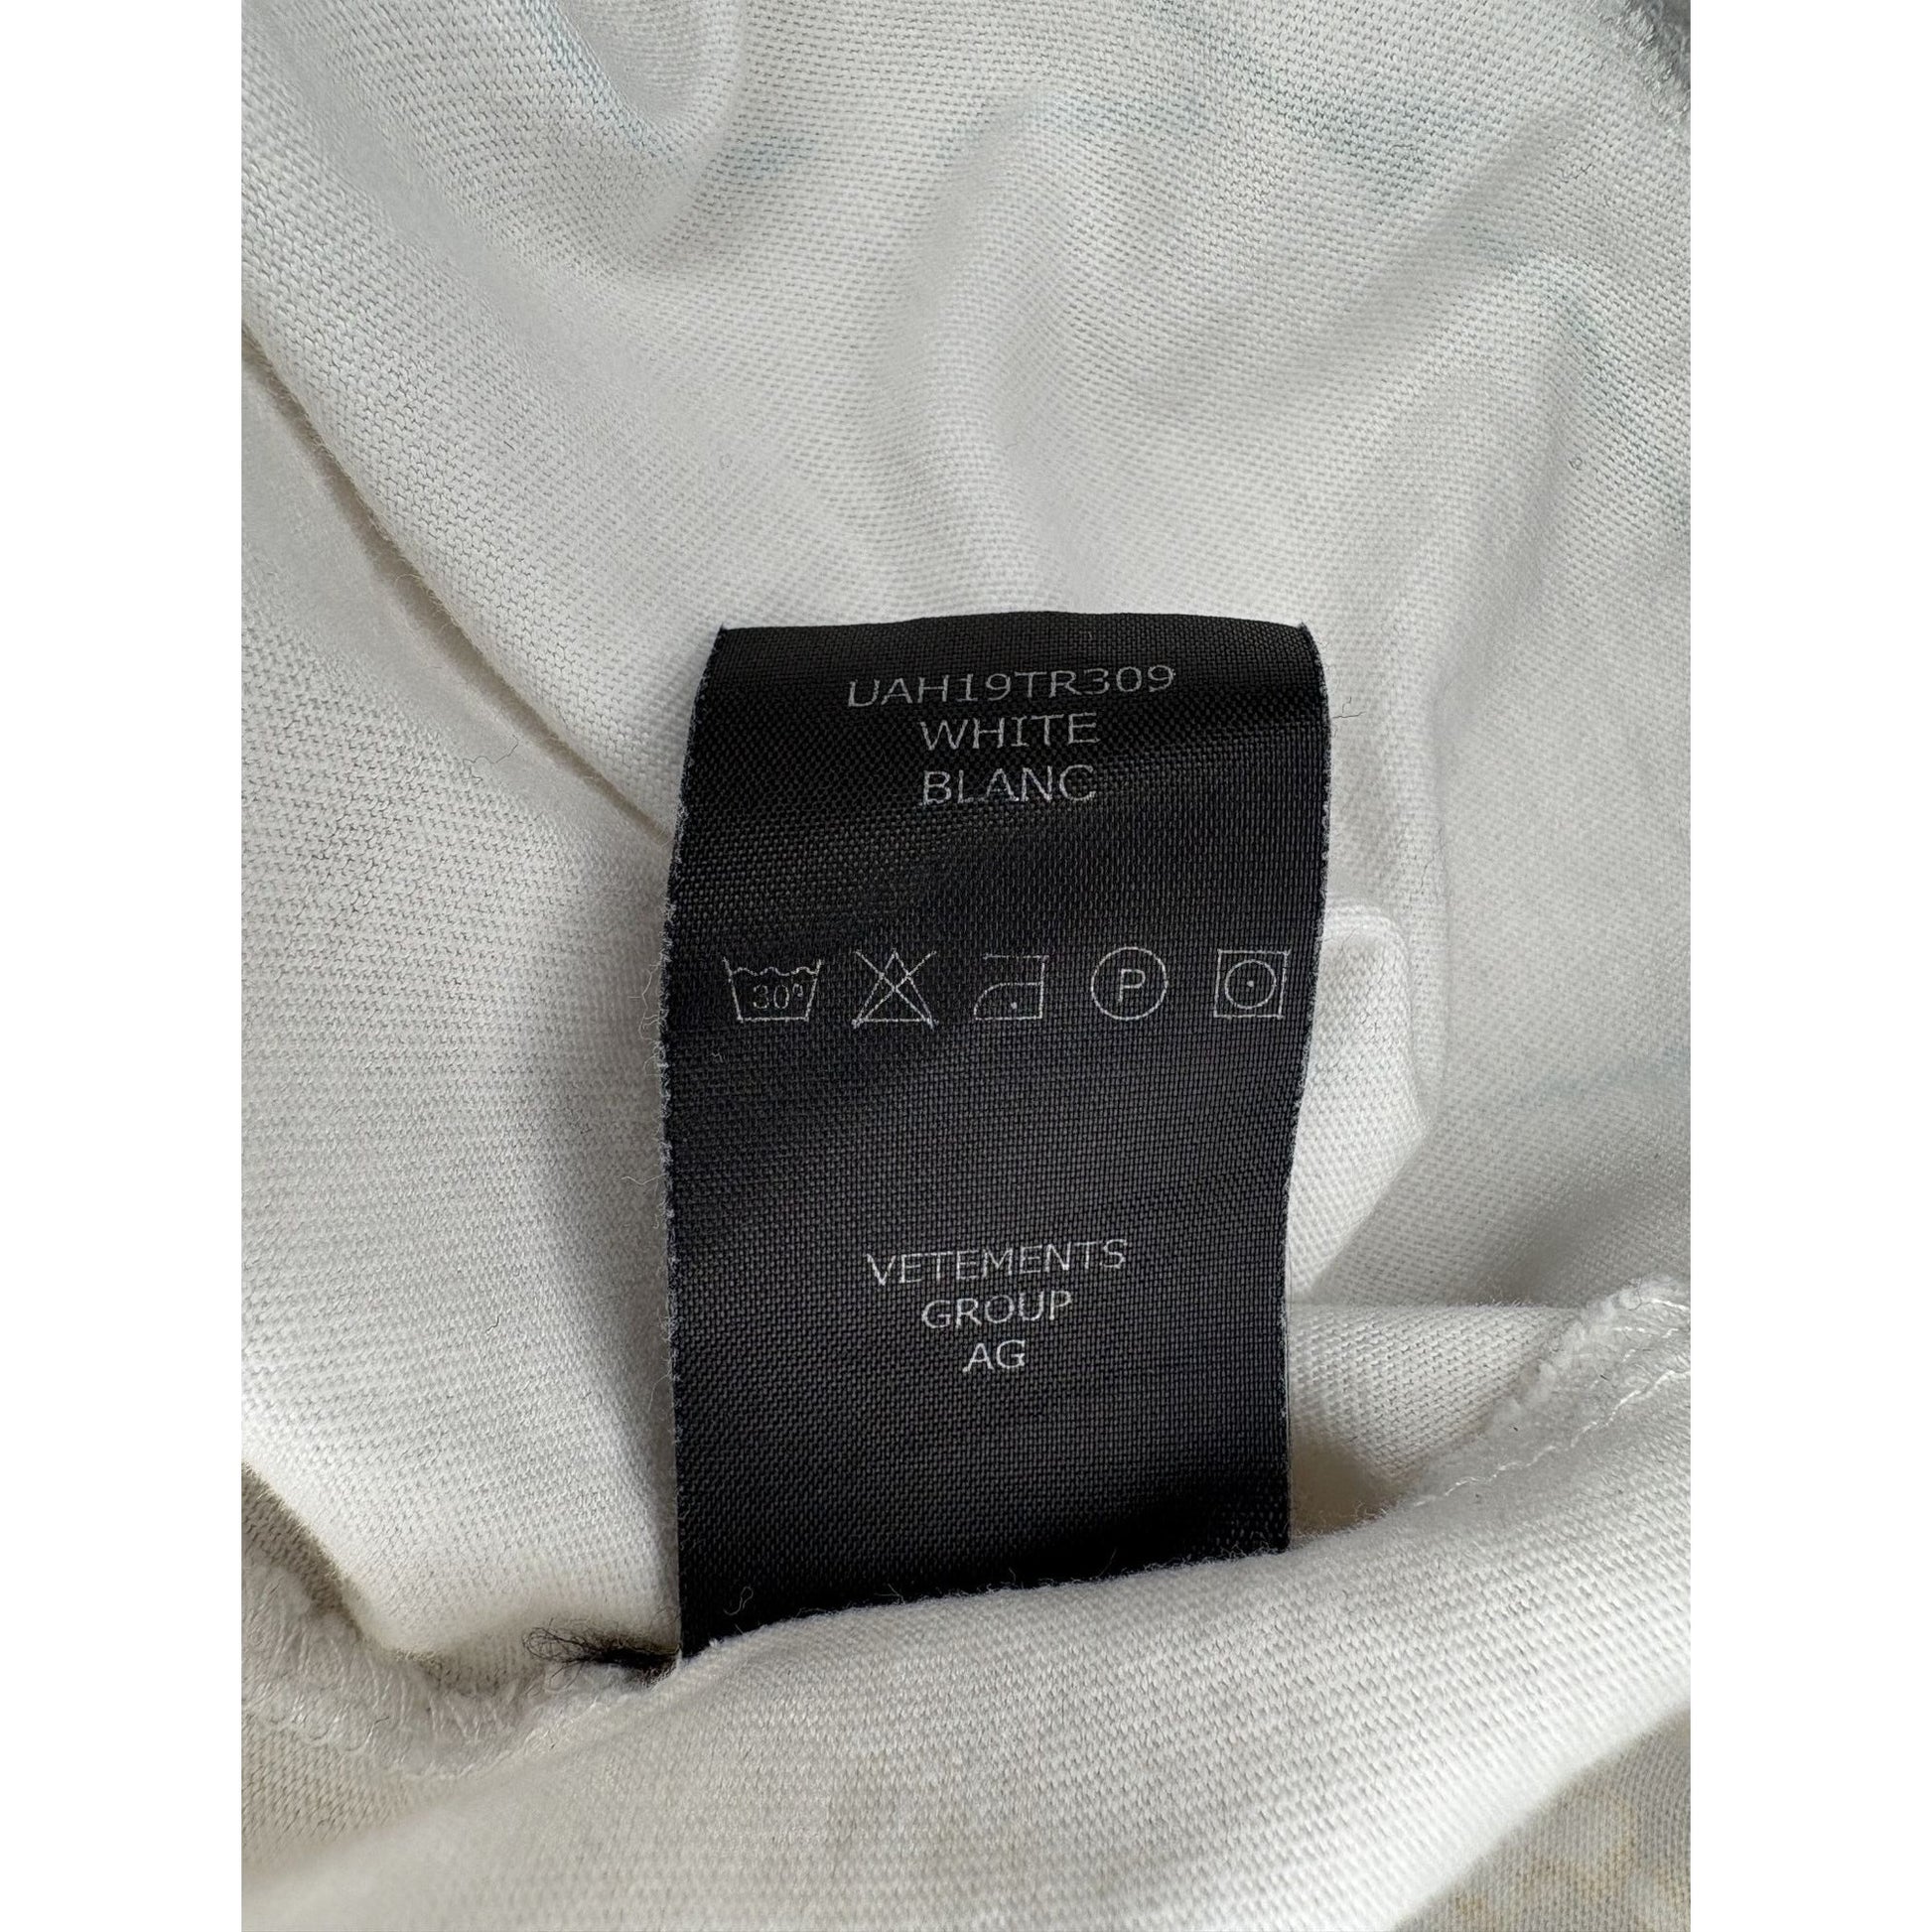 UAH19TR309
WHITE
BLANC
30°
P
VETEMENTS
GROUP
AG